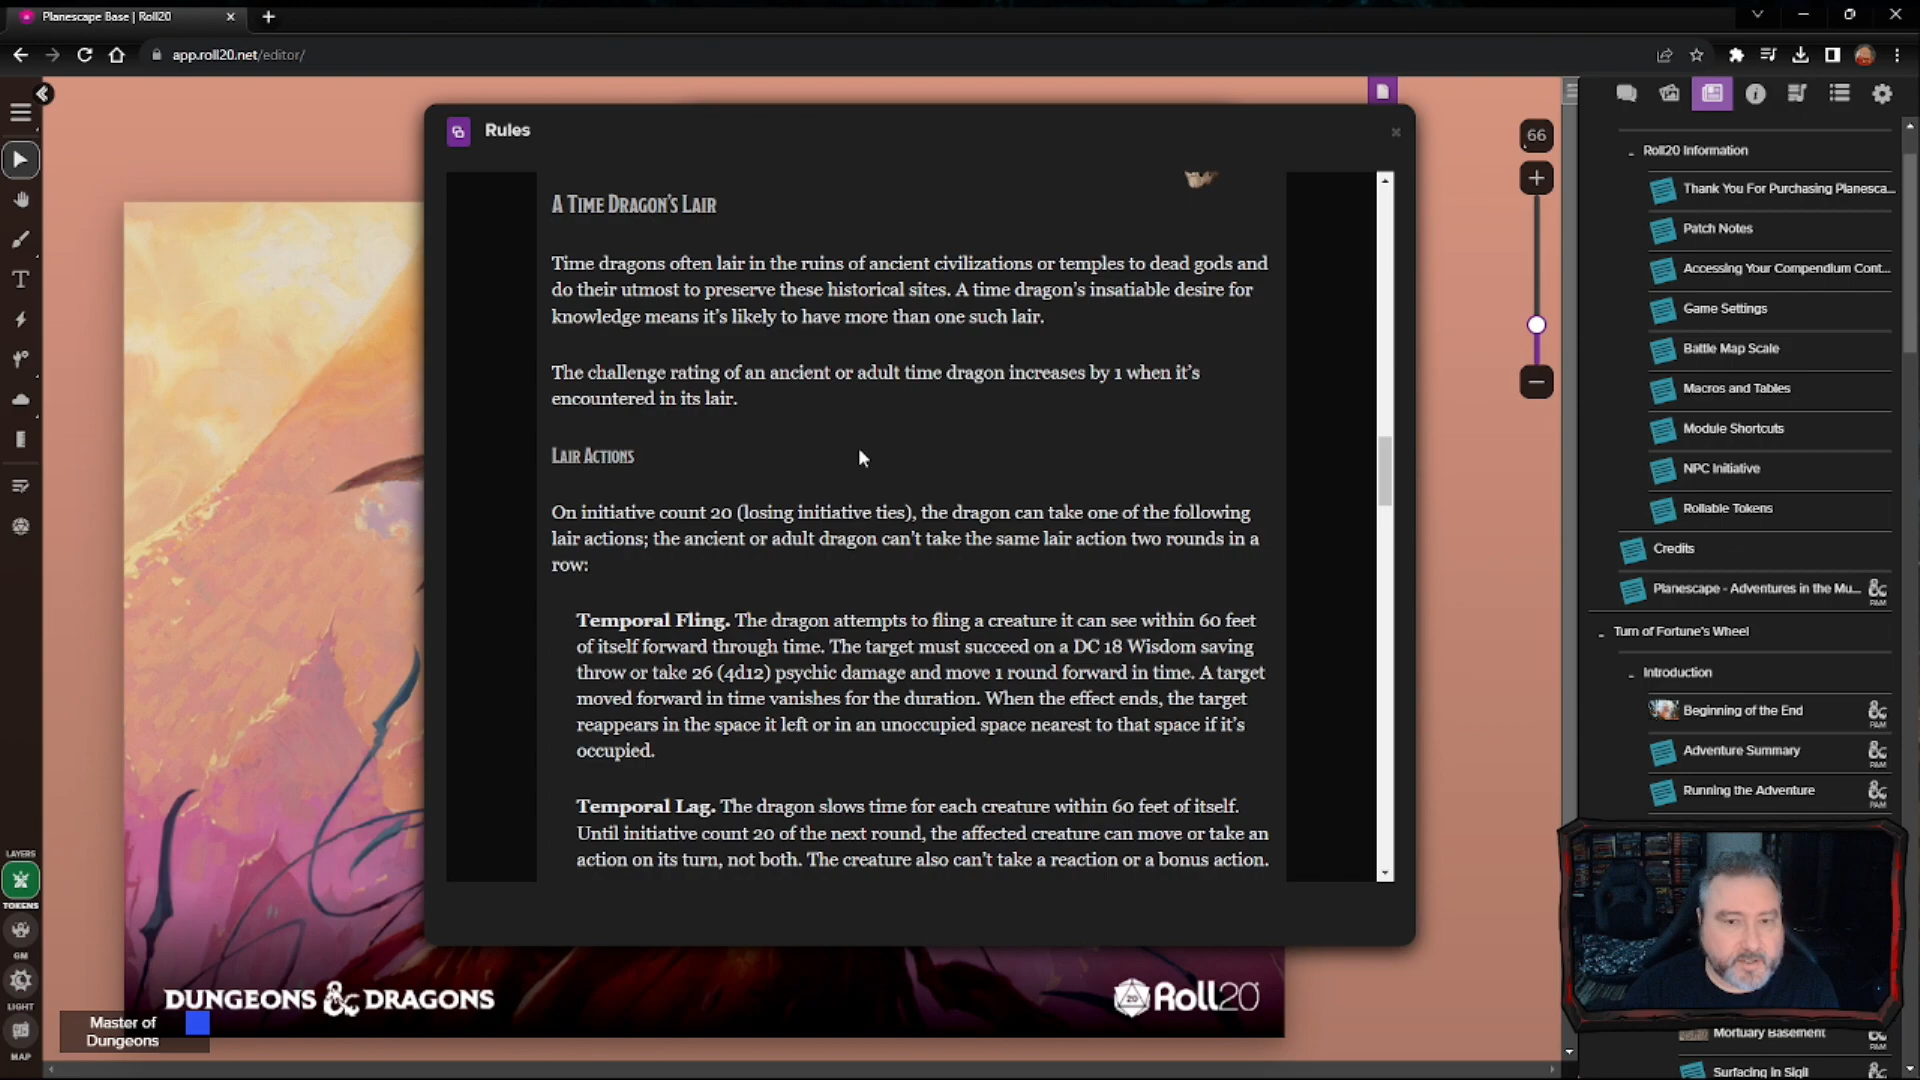 Planescape Base | Roll20
app.roll20.net/editor/
Rules
A Time Dragon's Lair
Time dragons often lair in the ruins of ancient civilizations or temples to dead gods and
do their utmost to preserve these historical sites. A time dragon's insatiable desire for
knowledge means it's likely to have more than one such lair.
The challenge rating of an ancient or adult time dragon increases by 1 when it's
encountered in its lair.
Lair Actions
On initiative count 20 (losing initiative ties), the dragon can take one of the following
lair actions; the ancient or adult dragon can't take the same lair action two rounds in a
row:
Temporal Fling. The dragon attempts to fling a creature it can see within 60 feet
of itself forward through time. The target must succeed on a DC 18 Wisdom saving
throw or take 26 (4d12) psychic damage and move 1 round forward in time. A target
moved forward in time vanishes for the duration. When the effect ends, the target
reappears in the space it left or in an unoccupied space nearest to that space if it's
occupied.
Temporal Lag. The dragon slows time for each creature within 60 feet of itself.
Until initiative count 20 of the next round, the affected creature can move or take an
action on its turn, not both. The creature also can't take a reaction or a bonus action.
66
Roll20 Information
Thank You For Purchasing Planesca...
Patch Notes
Accessing Your Compendium Cont...
Game Settings
Battle Map Scale
Macros and Tables
Module Shortcuts
NPC Initiative
Rollable Tokens
Credits
Planescape - Adventures in the Mu...
Turn of Fortune's Wheel
Introduction
Beginning of the End
Adventure Summary
Running the Adventure
Mortuary Basement
Surfacing in Sigil
LAYERS
TOKENS
GM
LIGHT
MAP
DUNGEONS & DRAGONS
Roll20
Master of
Dungeons